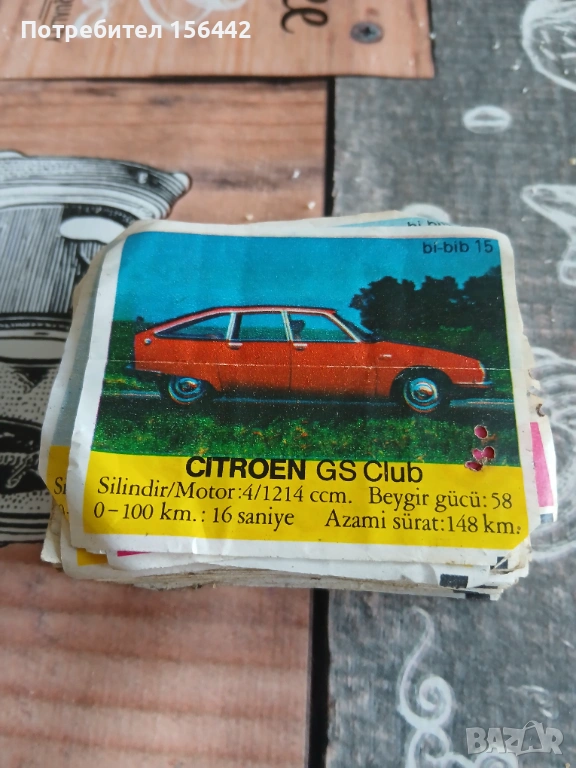 Потребител 156442
bi-bib 15
CITROEN GS Club
Silindir/Motor:4/1214 ccm. Beygir gücü:58
0-100 km.: 16 saniye Azami sürat:148 km.
BAZAR